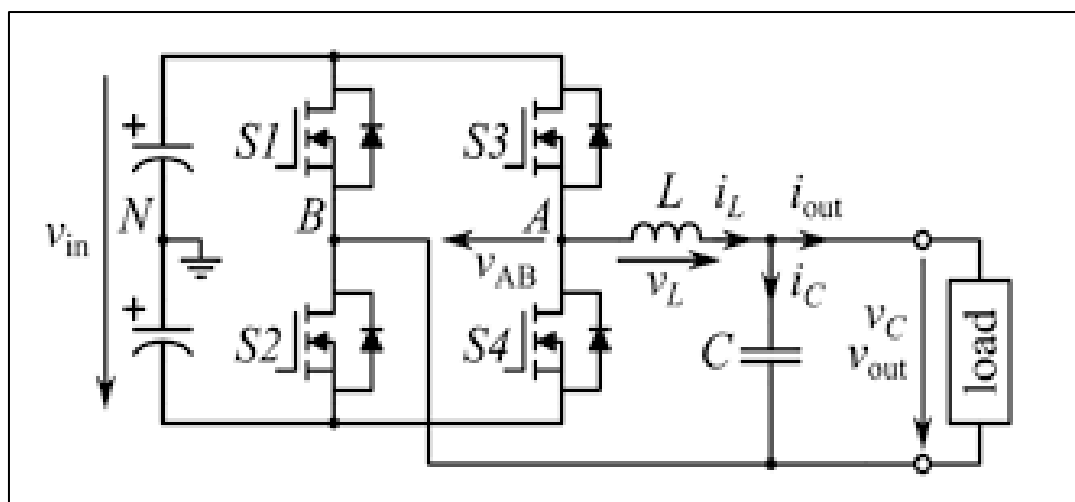 +
S1
S3
N
B
A
L
i_L
i_out
v_in
v_AB
v_L
i_C
+
S2
S4
C
v_C
v_out
load